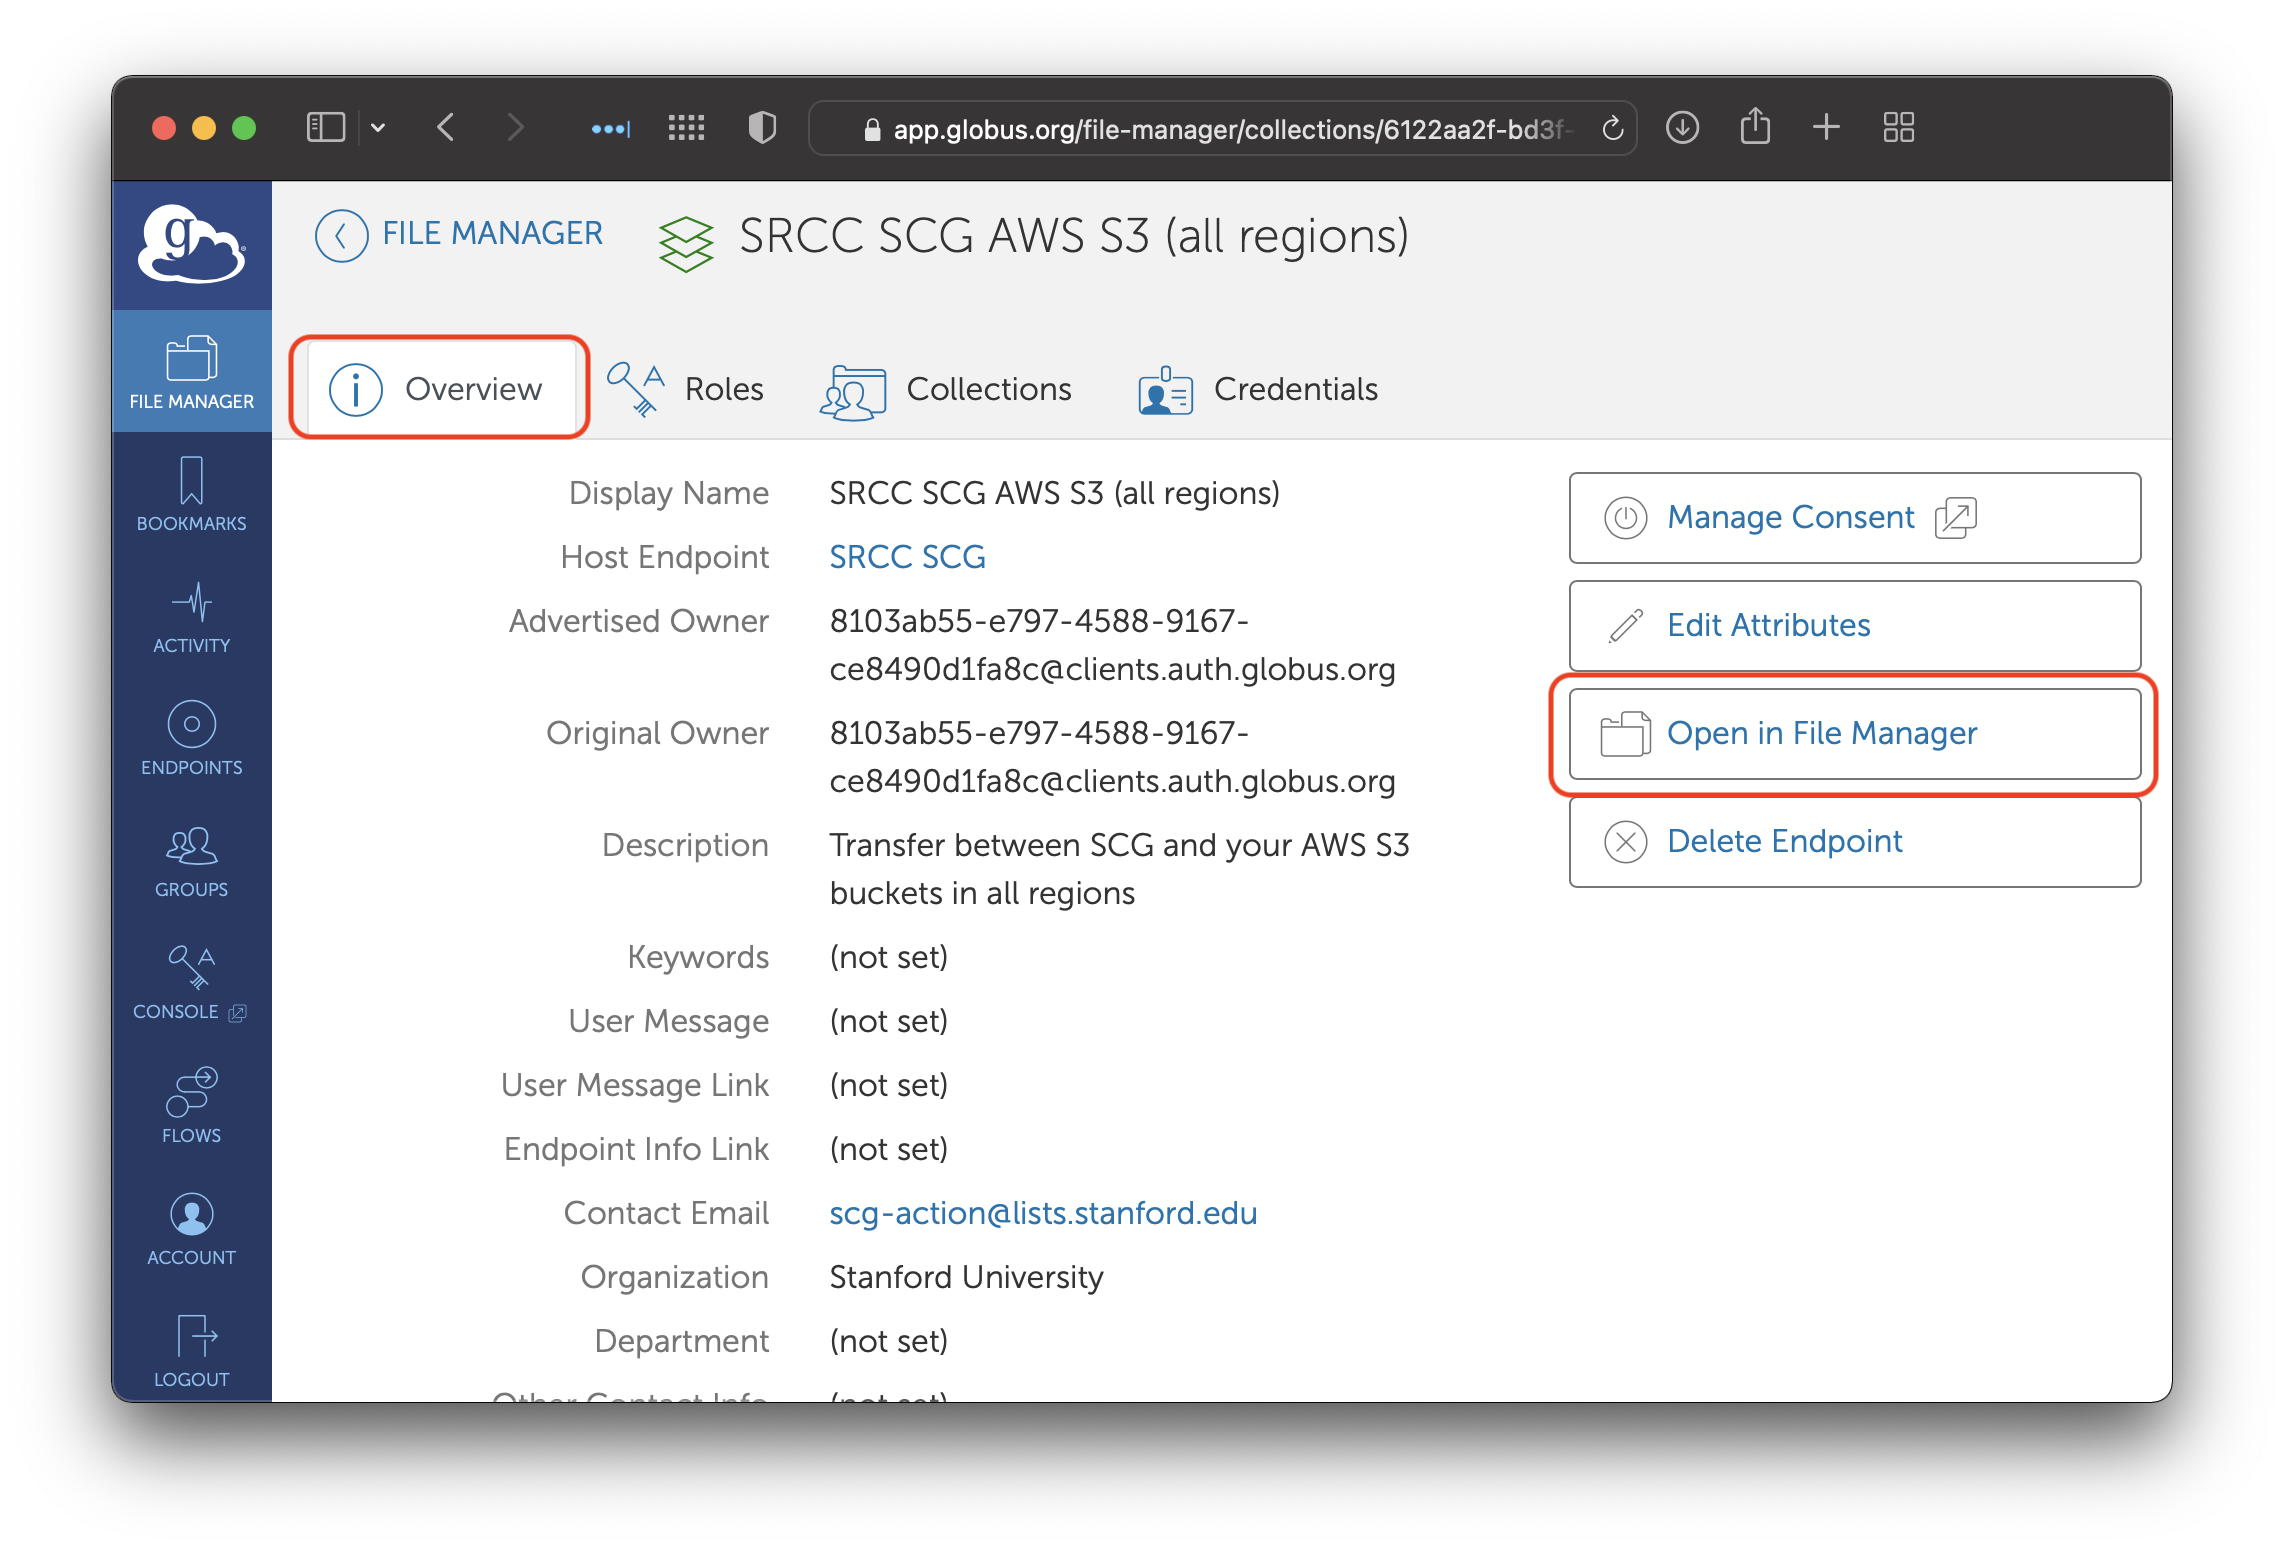 app.globus.org/file-manager/collections/6122aa2f-bd3f-
g
FILE MANAGER
SRCC SCG AWS S3 (all regions)
Overview
Roles
Collections
Credentials
FILE MANAGER
BOOKMARKS
ACTIVITY
ENDPOINTS
GROUPS
CONSOLE
FLOWS
ACCOUNT
LOGOUT
Display Name SRCC SCG AWS S3 (all regions)
Host Endpoint SRCC SCG
Advertised Owner 8103ab55-e797-4588-9167-
ce8490d1fa8c@clients.auth.globus.org
Original Owner 8103ab55-e797-4588-9167-
ce8490d1fa8c@clients.auth.globus.org
Description Transfer between SCG and your AWS S3
buckets in all regions
Keywords (not set)
User Message (not set)
User Message Link (not set)
Endpoint Info Link (not set)
Contact Email scg-action@lists.stanford.edu
Organization Stanford University
Department (not set)
Other Contact Info (not set)
Manage Consent
Edit Attributes
Open in File Manager
Delete Endpoint